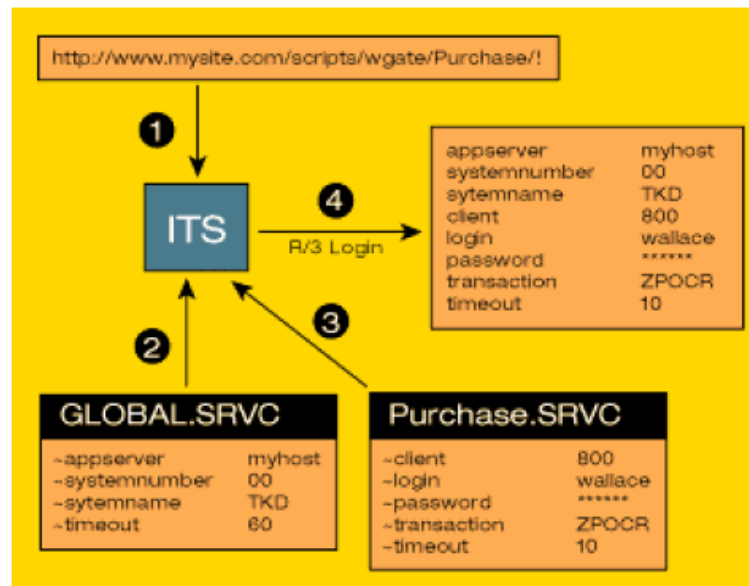 http://www.mysite.com/scripts/wgate/Purchase/!
1
ITS
4
R/3 Login
appserver myhost
systemnumber 00
sytemname TKD
client 800
login wallace
password ******
transaction ZPOCR
timeout 10
2
3
GLOBAL.SRVC
~appserver myhost
~systemnumber 00
~sytemname TKD
~timeout 60
Purchase.SRVC
~client 800
~login wallace
~password ******
~transaction ZPOCR
~timeout 10